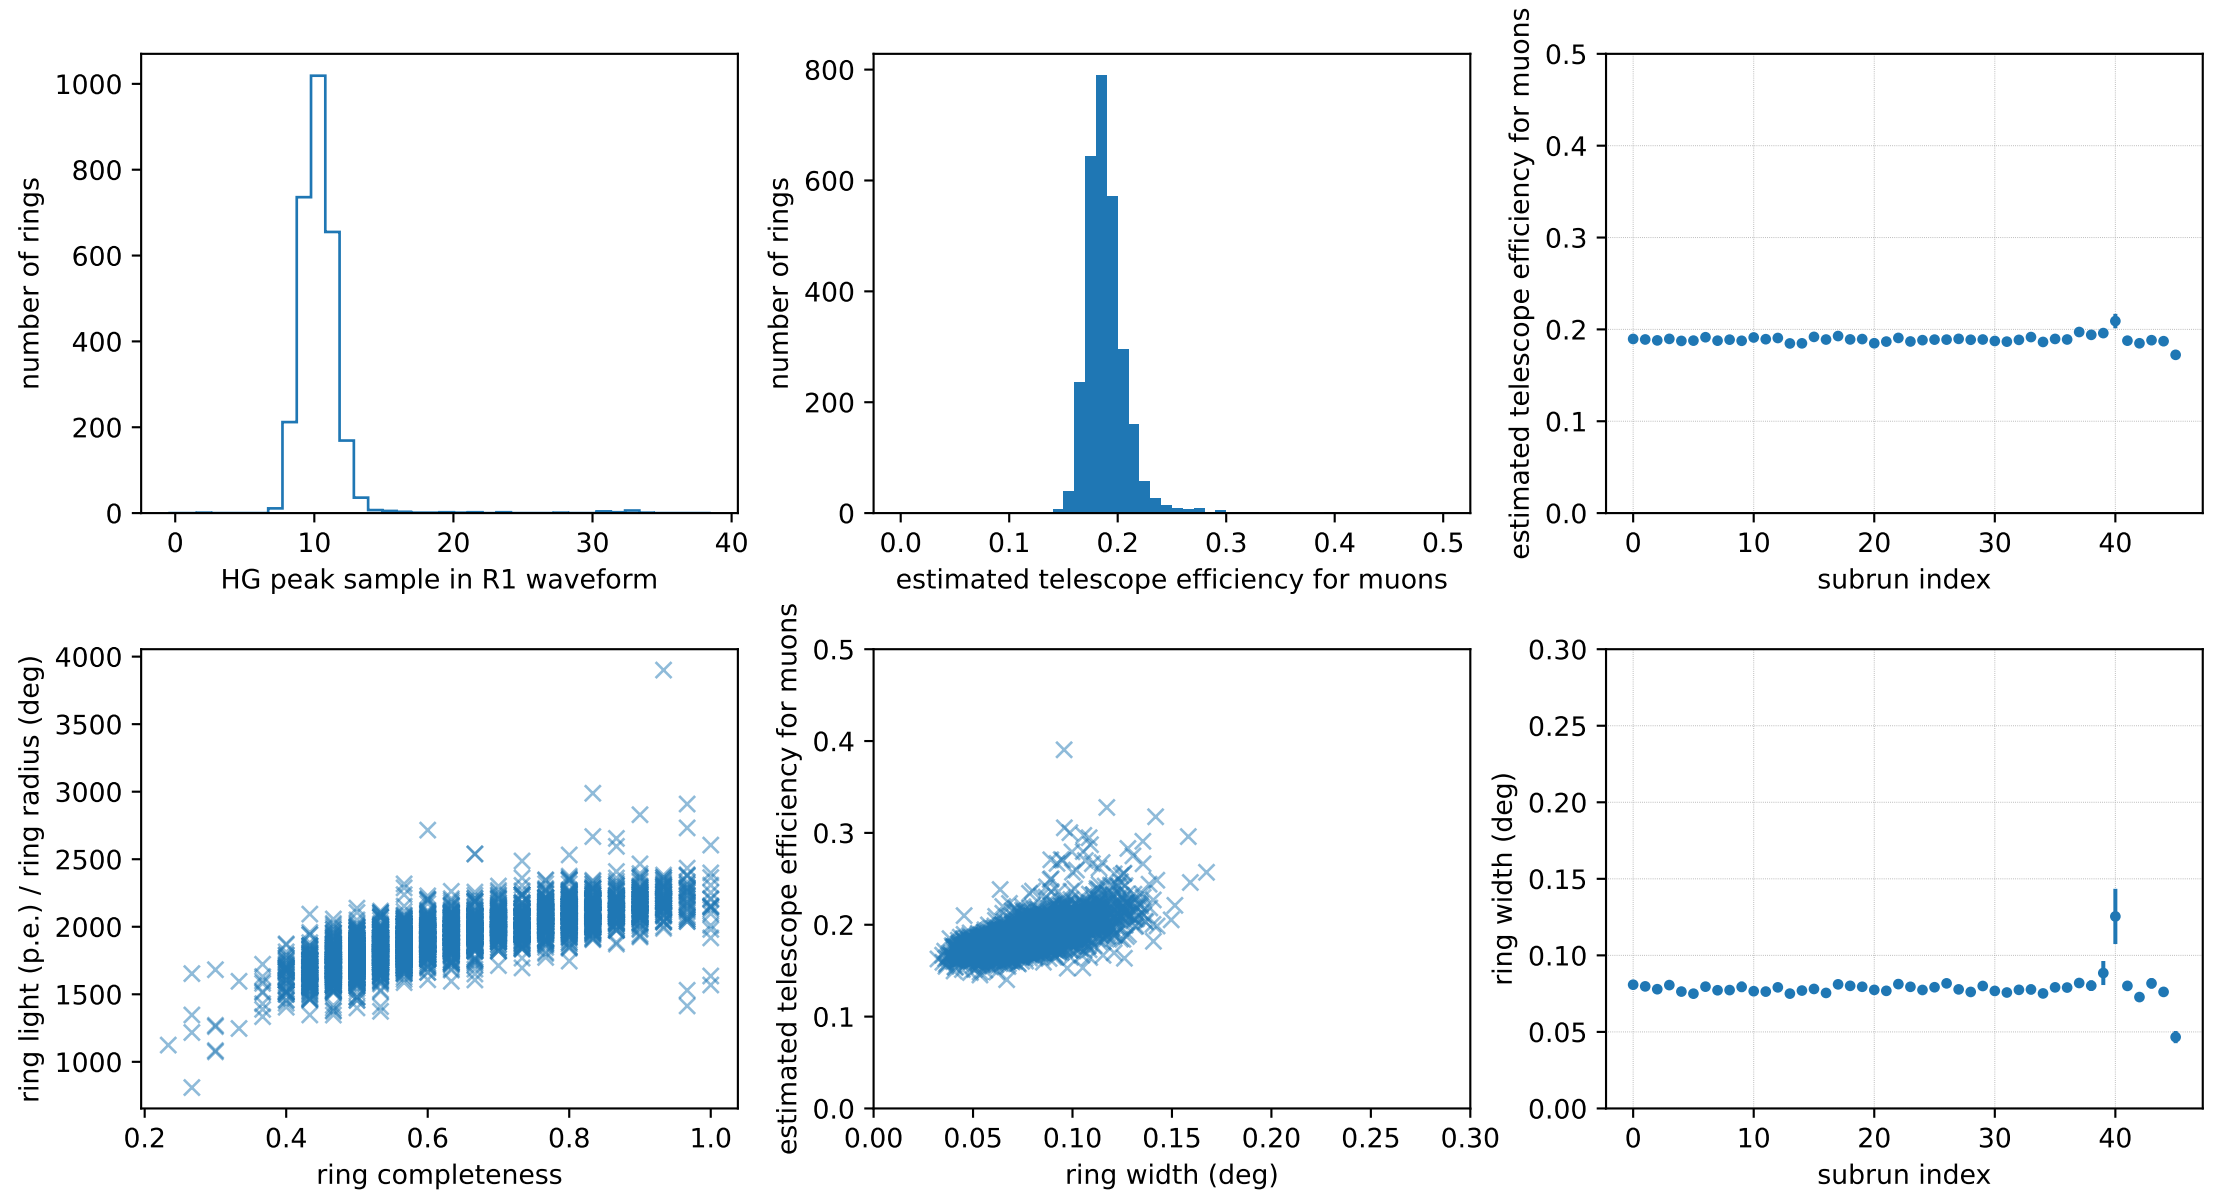 1000
800
600
400
200
0
number of rings
0 10 20 30 40
HG peak sample in R1 waveform
800
600
400
200
0
number of rings
0.0 0.1 0.2 0.3 0.4 0.5
estimated telescope efficiency for muons
0.5
0.4
0.3
0.2
0.1
0.0
estimated telescope efficiency for muons
0 10 20 30 40
subrun index
4000
3500
3000
2500
2000
1500
1000
ring light (p.e.) / ring radius (deg)
0.2 0.4 0.6 0.8 1.0
ring completeness
0.5
0.4
0.3
0.2
0.1
0.0
estimated telescope efficiency for muons
0.00 0.05 0.10 0.15 0.20 0.25 0.30
ring width (deg)
0.30
0.25
0.20
0.15
0.10
0.05
0.00
ring width (deg)
0 10 20 30 40
subrun index